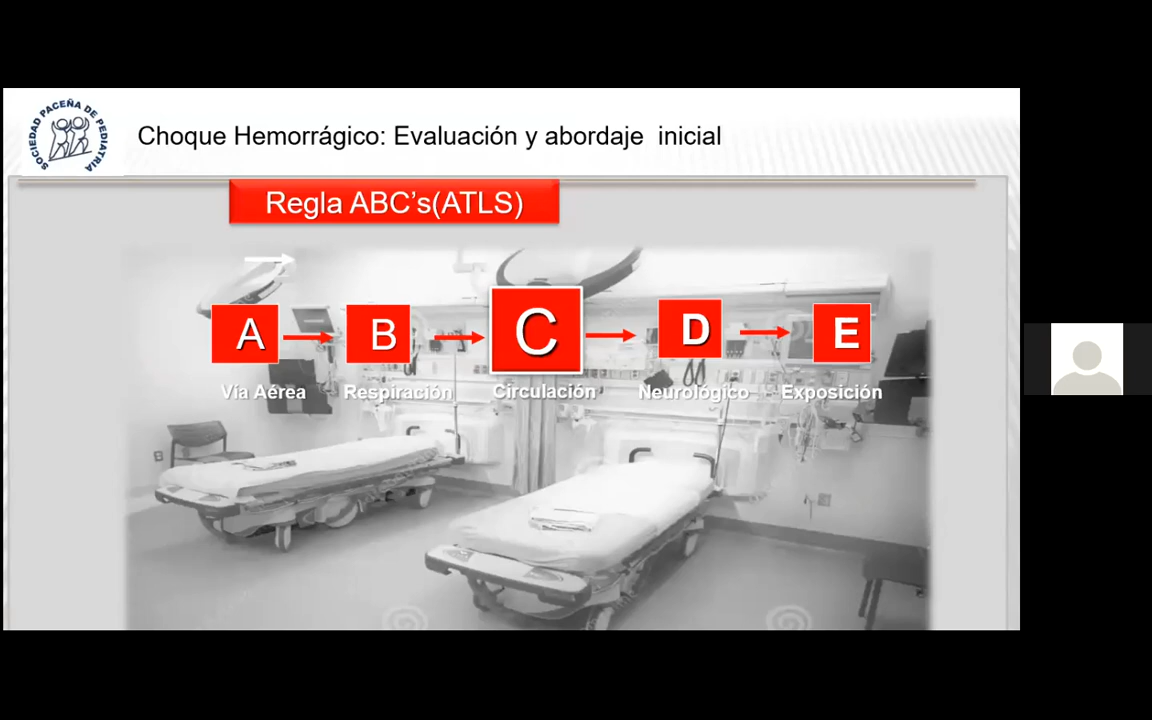 SOCIEDAD PACEÑA DE PEDIATRIA
Choque Hemorrágico: Evaluación y abordaje inicial
Regla ABC's(ATLS)
A B C D E
Vía Aérea Respiración Circulación Neurológico Exposición